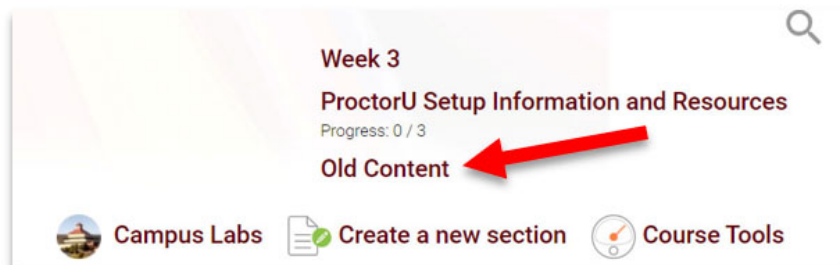 Week 3
ProctorU Setup Information and Resources
Progress: 0 / 3
Old Content
Campus Labs Create a new section Course Tools